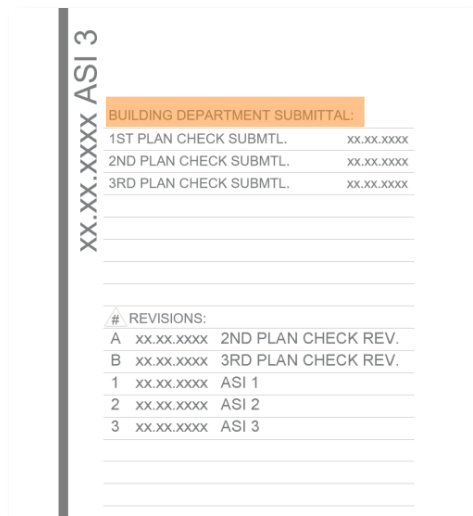 xx.xx.xxxx ASI 3
BUILDING DEPARTMENT SUBMITTAL:
1ST PLAN CHECK SUBMTL. xx.xx.xxxx
2ND PLAN CHECK SUBMTL. xx.xx.xxxx
3RD PLAN CHECK SUBMTL. xx.xx.xxxx
# REVISIONS:
A xx.xx.xxxx 2ND PLAN CHECK REV.
B xx.xx.xxxx 3RD PLAN CHECK REV.
1 xx.xx.xxxx ASI 1
2 xx.xx.xxxx ASI 2
3 xx.xx.xxxx ASI 3